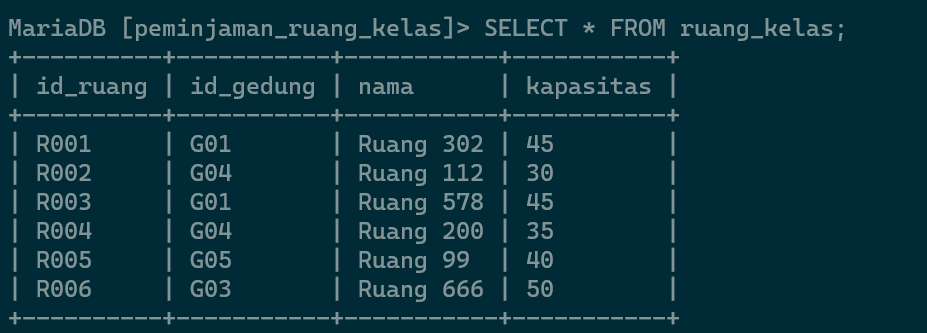 MariaDB [peminjaman_ruang_kelas]> SELECT * FROM ruang_kelas;
+----------+-----------+-----------+-----------+
| id_ruang | id_gedung | nama      | kapasitas |
+----------+-----------+-----------+-----------+
| R001     | G01       | Ruang 302 | 45        |
| R002     | G04       | Ruang 112 | 30        |
| R003     | G01       | Ruang 578 | 45        |
| R004     | G04       | Ruang 200 | 35        |
| R005     | G05       | Ruang 99  | 40        |
| R006     | G03       | Ruang 666 | 50        |
+----------+-----------+-----------+-----------+